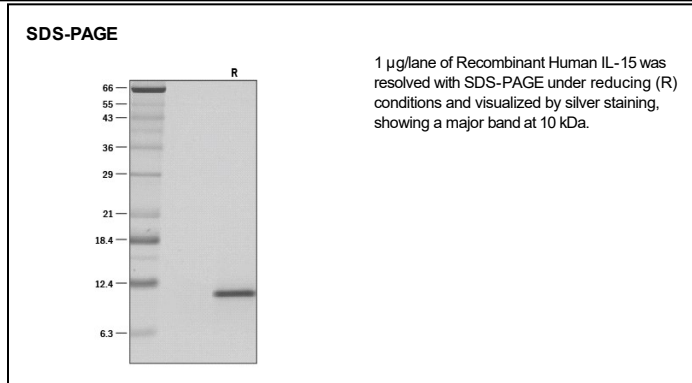 SDS-PAGE
R
66
55
43
36
29
21
18.4
12.4
6.3
1 µg/lane of Recombinant Human IL-15 was
resolved with SDS-PAGE under reducing (R)
conditions and visualized by silver staining,
showing a major band at 10 kDa.